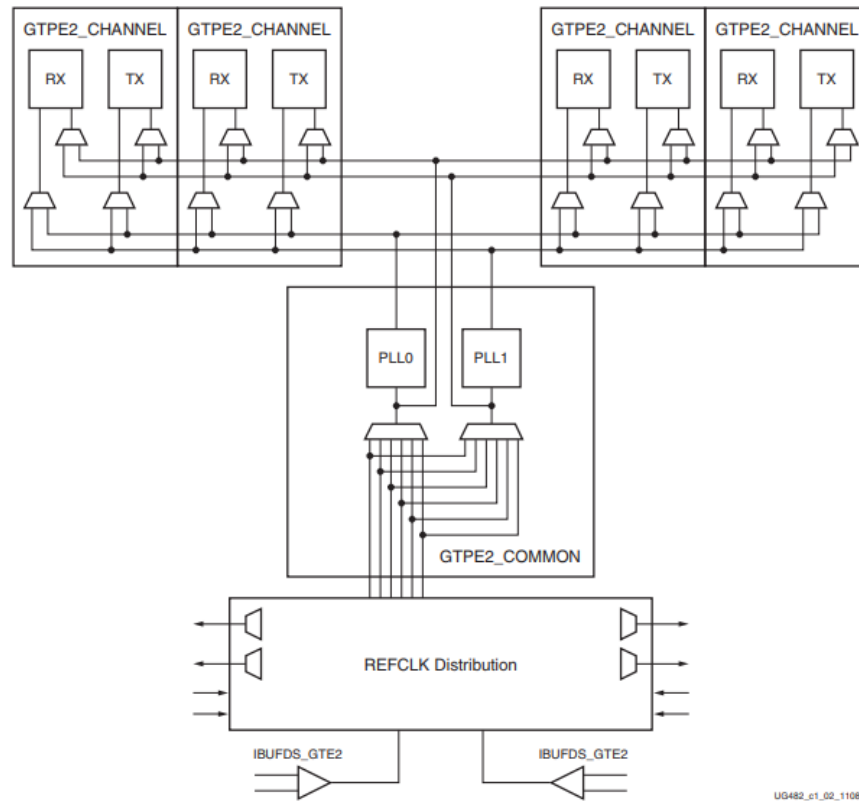 GTPE2_CHANNEL GTPE2_CHANNEL GTPE2_CHANNEL GTPE2_CHANNEL
RX TX RX TX RX TX RX TX
PLL0 PLL1
GTPE2_COMMON
REFCLK Distribution
IBUFDS_GTE2 IBUFDS_GTE2
UG482_c1_02_1108